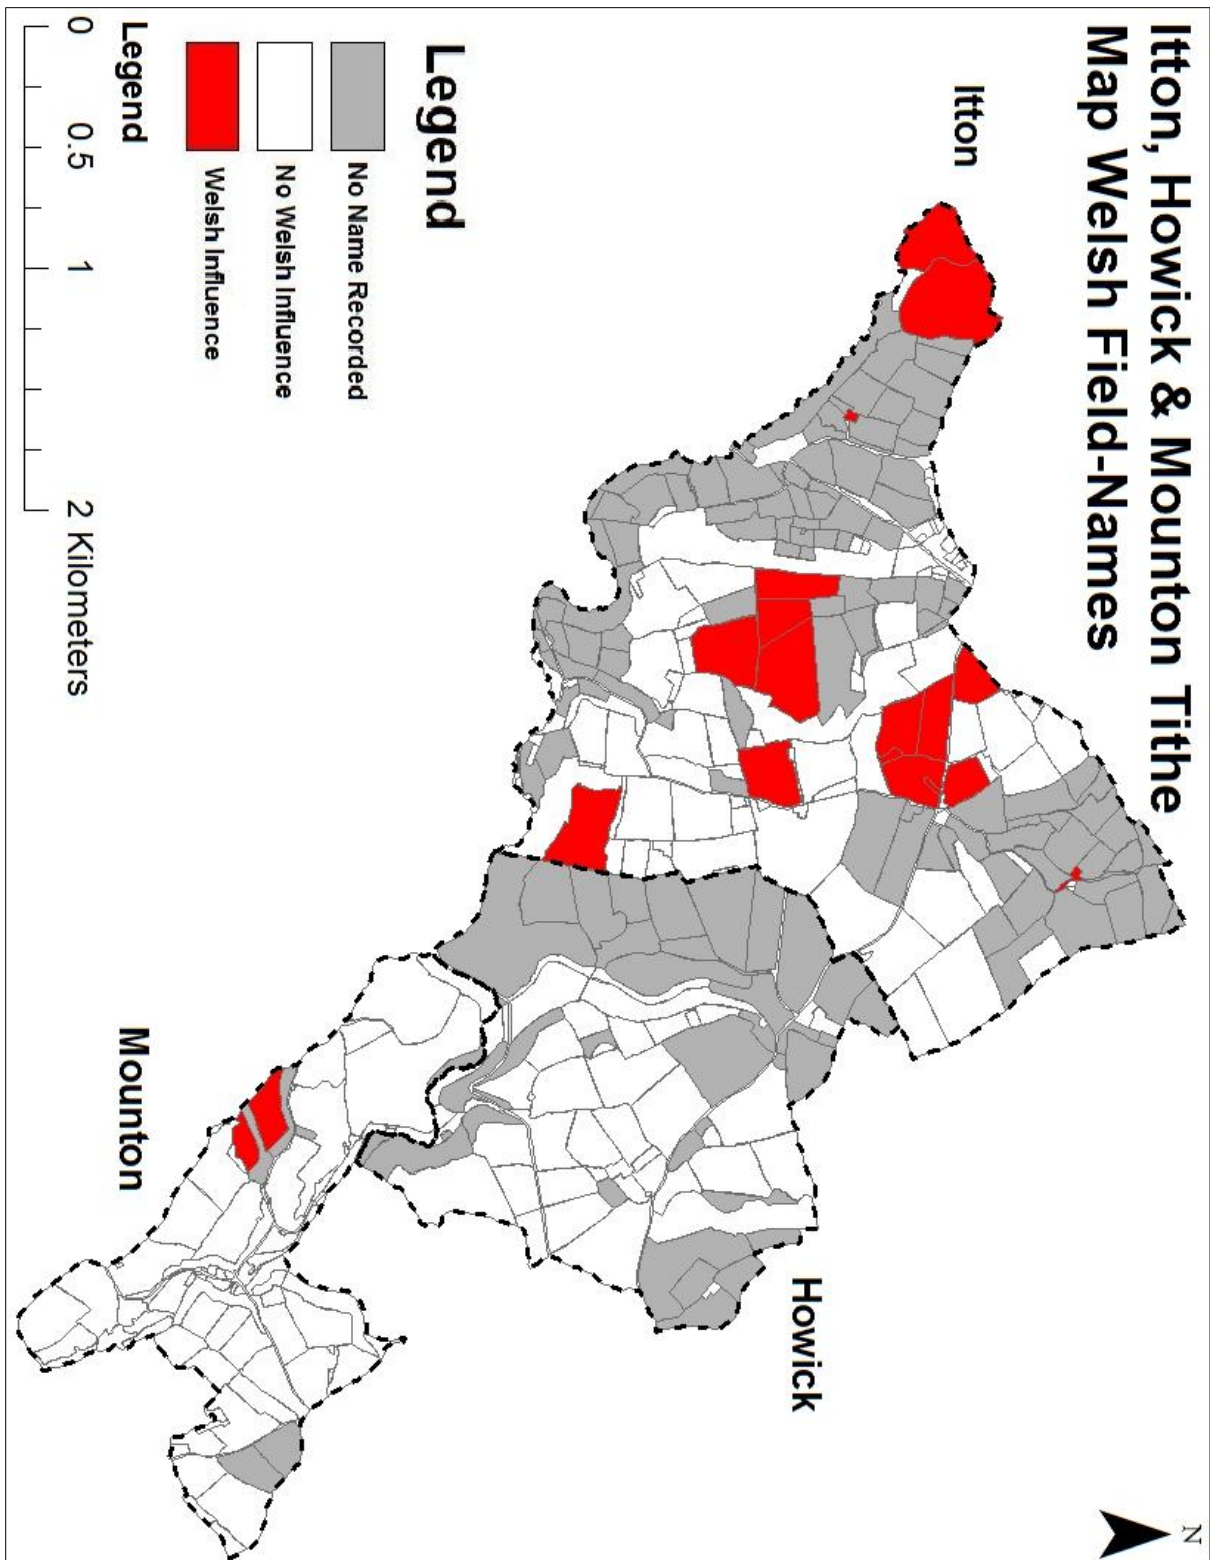 Itton, Howick & Mounton Tithe
Map Welsh Field-Names
Itton
Howick
Mounton
Legend
No Name Recorded
No Welsh Influence
Welsh Influence
Legend
0 0.5 1 2 Kilometers
N